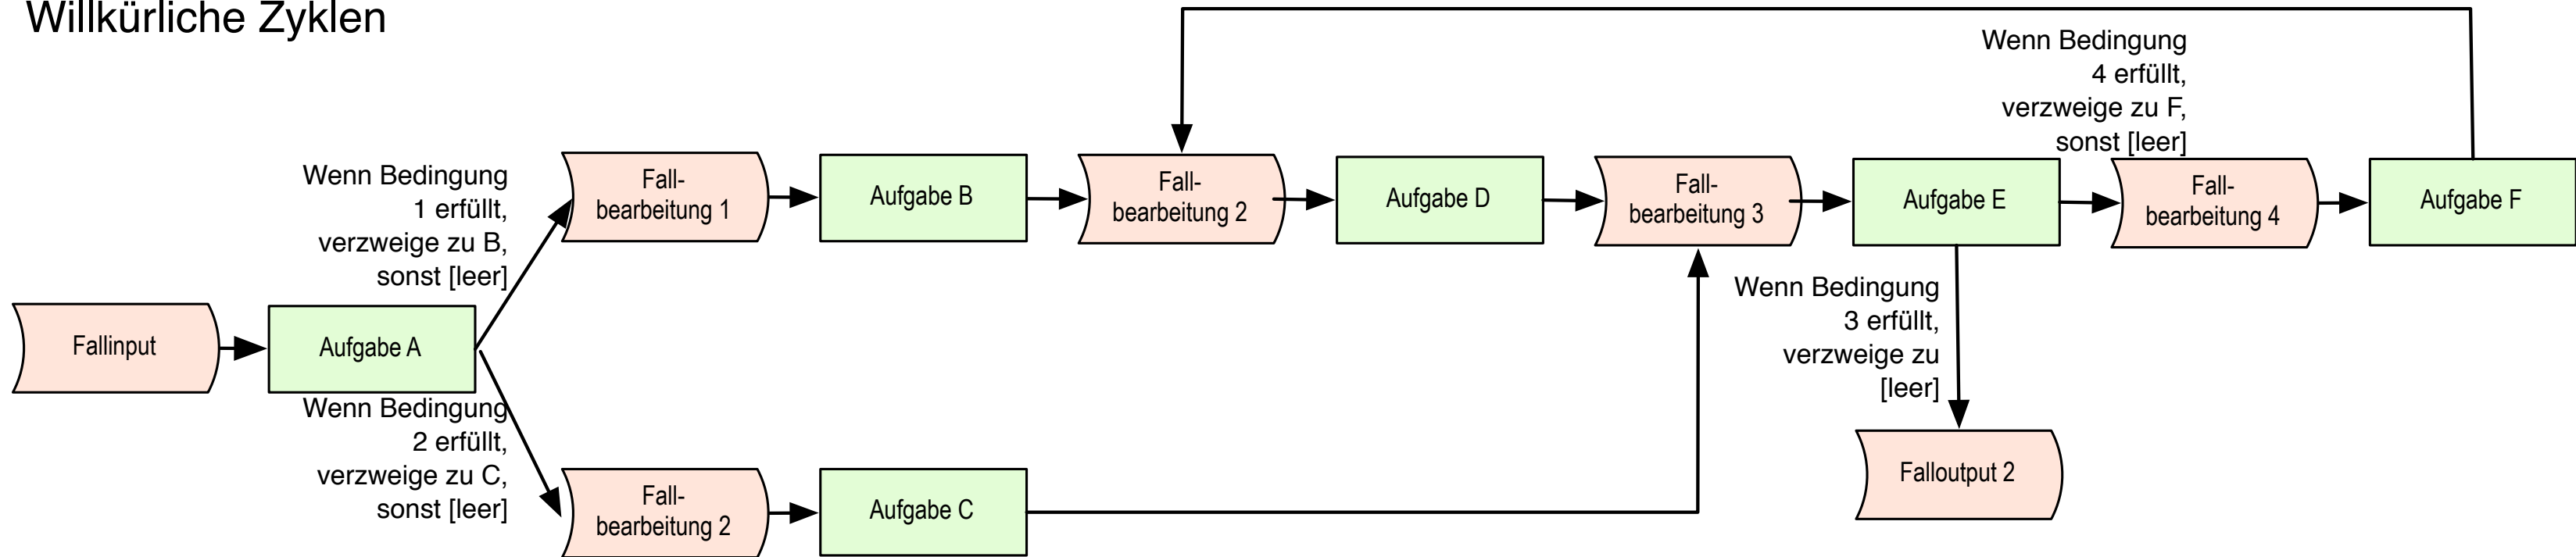 Willkürliche Zyklen
Wenn Bedingung
4 erfüllt,
verzweige zu F,
sonst [leer]
Wenn Bedingung
1 erfüllt,
verzweige zu B,
sonst [leer]
Fall-
bearbeitung 1
Aufgabe B
Fall-
bearbeitung 2
Aufgabe D
Fall-
bearbeitung 3
Aufgabe E
Fall-
bearbeitung 4
Aufgabe F
Fallinput
Aufgabe A
Wenn Bedingung
3 erfüllt,
verzweige zu
[leer]
Wenn Bedingung
2 erfüllt,
verzweige zu C,
sonst [leer]
Fall-
bearbeitung 2
Aufgabe C
Falloutput 2